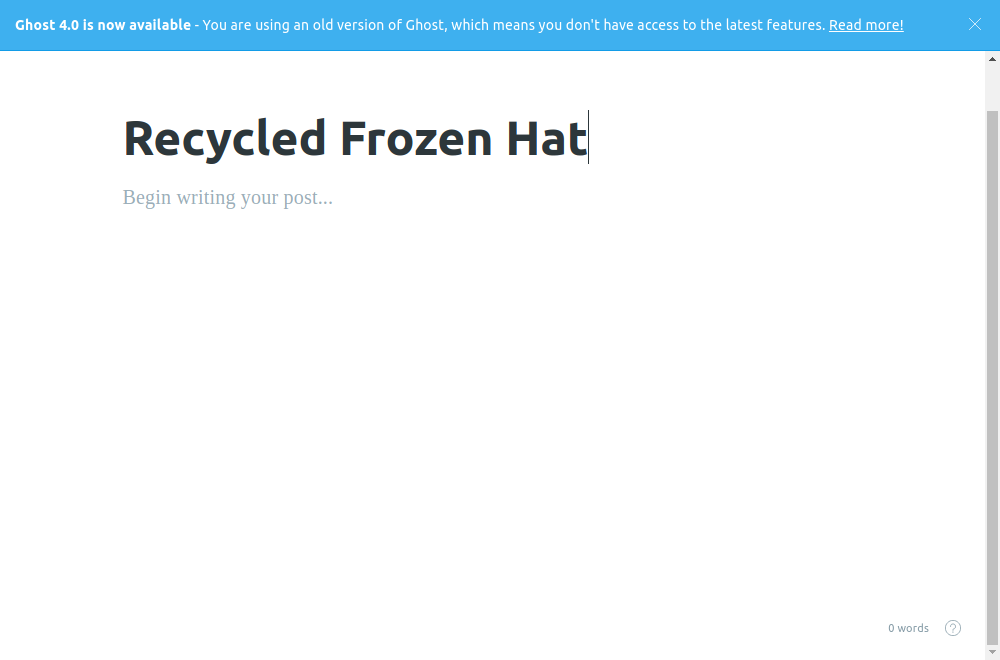 Ghost 4.0 is now available - You are using an old version of Ghost, which means you don't have access to the latest features. Read more!
Recycled Frozen Hat
Begin writing your post...
0 words
?